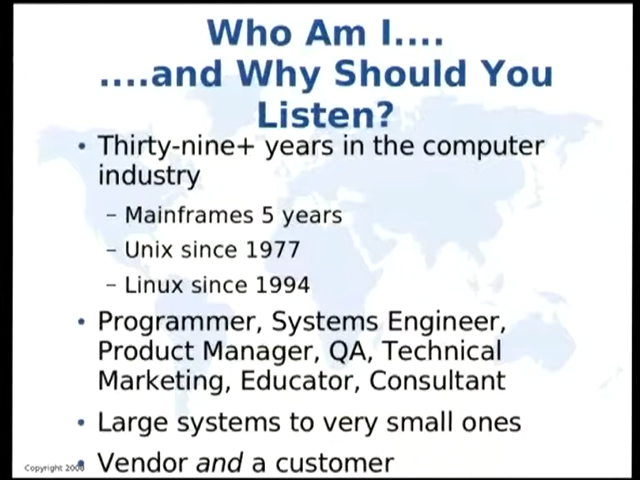 Who Am I....
....and Why Should You
Listen?
• Thirty-nine+ years in the computer
industry
– Mainframes 5 years
– Unix since 1977
– Linux since 1994
• Programmer, Systems Engineer,
Product Manager, QA, Technical
Marketing, Educator, Consultant
• Large systems to very small ones
• Vendor and a customer
Copyright